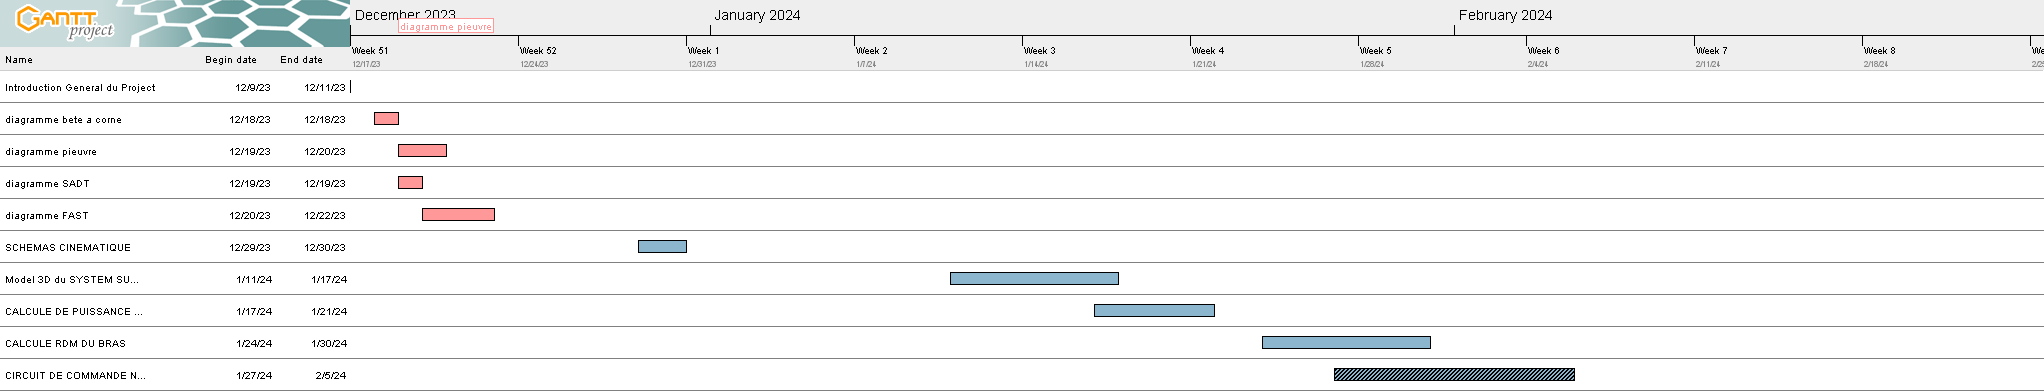 GANTT
project
December 2023 January 2024 February 2024
diagramme pieuvre
Week 51 Week 52 Week 1 Week 2 Week 3 Week 4 Week 5 Week 6 Week 7 Week 8 We
Name Begin date End date 12/17/23 12/24/23 12/31/23 1/7/24 1/14/24 1/21/24 1/28/24 2/4/24 2/11/24 2/18/24 2/25
Introduction General du Project 12/9/23 12/11/23
diagramme bete a corne 12/18/23 12/18/23
diagramme pieuvre 12/19/23 12/20/23
diagramme SADT 12/19/23 12/19/23
diagramme FAST 12/20/23 12/22/23
SCHEMAS CINEMATIQUE 12/29/23 12/30/23
Model 3D du SYSTEM SU... 1/11/24 1/17/24
CALCULE DE PUISSANCE ... 1/17/24 1/21/24
CALCULE RDM DU BRAS 1/24/24 1/30/24
CIRCUIT DE COMMANDE N... 1/27/24 2/5/24